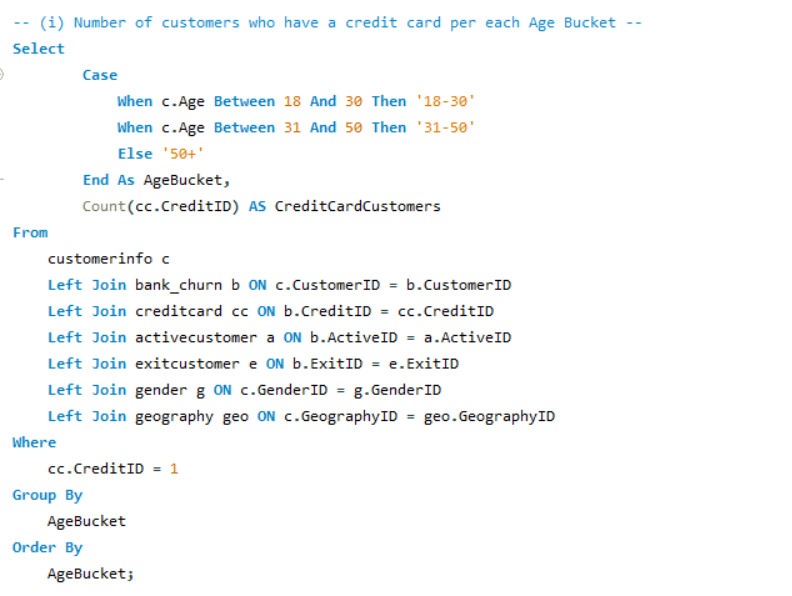 -- (i) Number of customers who have a credit card per each Age Bucket --
Select
Case
When c.Age Between 18 And 30 Then '18-30'
When c.Age Between 31 And 50 Then '31-50'
Else '50+'
End As AgeBucket,
Count(cc.CreditID) AS CreditCardCustomers
From
customerinfo c
Left Join bank_churn b ON c.CustomerID = b.CustomerID
Left Join creditcard cc ON b.CreditID = cc.CreditID
Left Join activecustomer a ON b.ActiveID = a.ActiveID
Left Join exitcustomer e ON b.ExitID = e.ExitID
Left Join gender g ON c.GenderID = g.GenderID
Left Join geography geo ON c.GeographyID = geo.GeographyID
Where
cc.CreditID = 1
Group By
AgeBucket
Order By
AgeBucket;